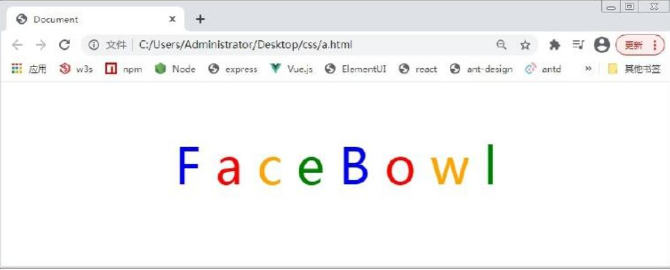 Document
文件 C:/Users/Administrator/Desktop/css/a.html 更新
应用 w3s npm Node express Vue.js ElementUI react ant-design antd » 其他书签
F a c e B o w l